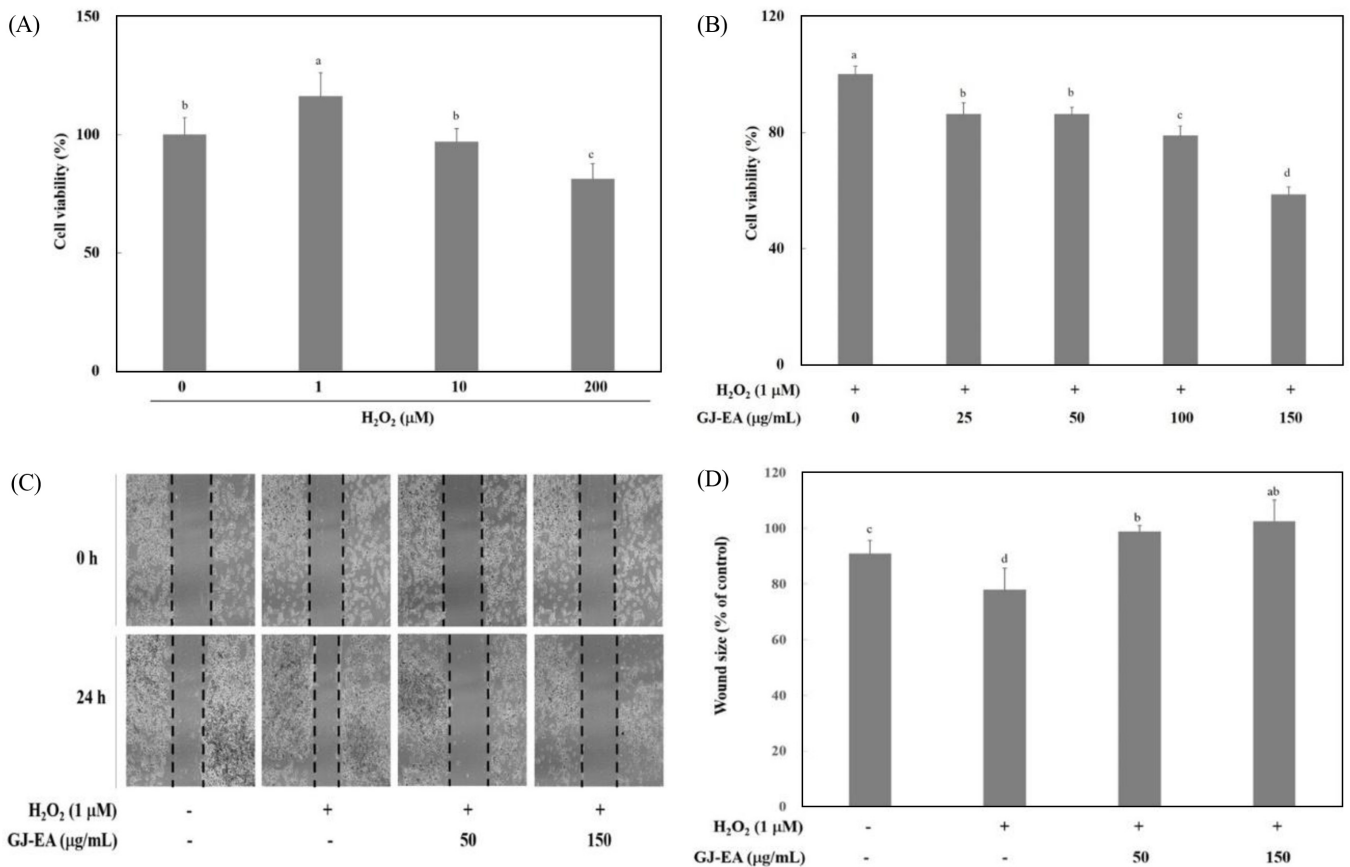 (A)
150
100
50
0
Cell viability (%)
b
a
b
c
0 1 10 200
H₂O₂ (μM)
(B)
120
80
40
0
Cell viability (%)
a
b
b
c
d
H₂O₂ (1 μM) + + + + +
GJ-EA (μg/mL) 0 25 50 100 150
(C)
0 h
24 h
H₂O₂ (1 μM) - + + +
GJ-EA (μg/mL) - - 50 150
(D)
120
100
80
60
40
20
0
Wound size (% of control)
c
d
b
ab
H₂O₂ (1 μM) - + + +
GJ-EA (μg/mL) - - 50 150